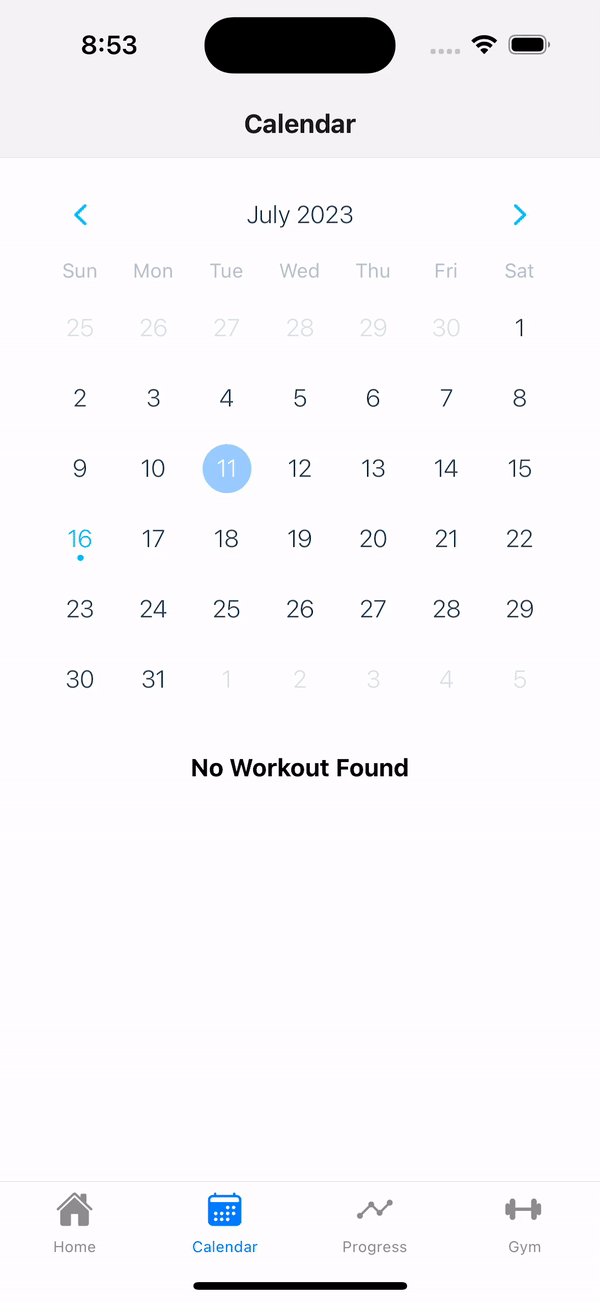 8:53
Calendar
July 2023
Sun Mon Tue Wed Thu Fri Sat
25 26 27 28 29 30 1
2 3 4 5 6 7 8
9 10 11 12 13 14 15
16 17 18 19 20 21 22
23 24 25 26 27 28 29
30 31 1 2 3 4 5
No Workout Found
Home Calendar Progress Gym